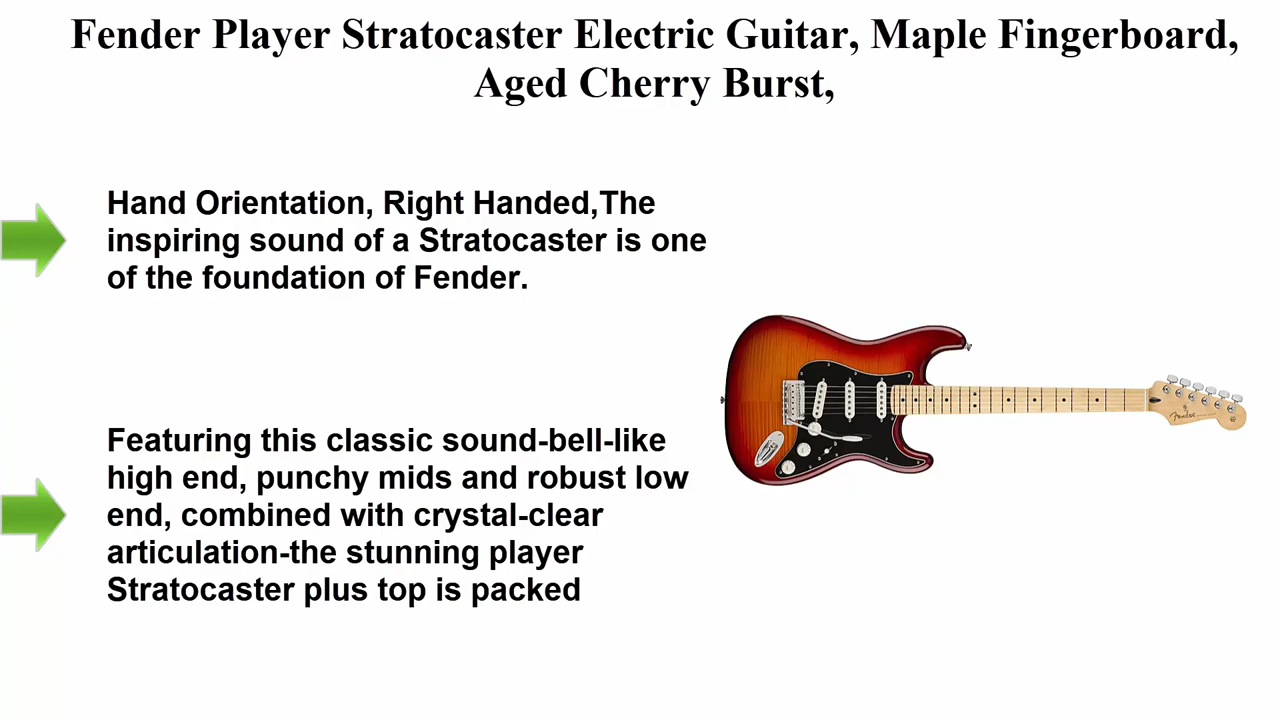 Fender Player Stratocaster Electric Guitar, Maple Fingerboard,
Aged Cherry Burst,
Hand Orientation, Right Handed,The
inspiring sound of a Stratocaster is one
of the foundation of Fender.
Featuring this classic sound-bell-like
high end, punchy mids and robust low
end, combined with crystal-clear
articulation-the stunning player
Stratocaster plus top is packed
Fender